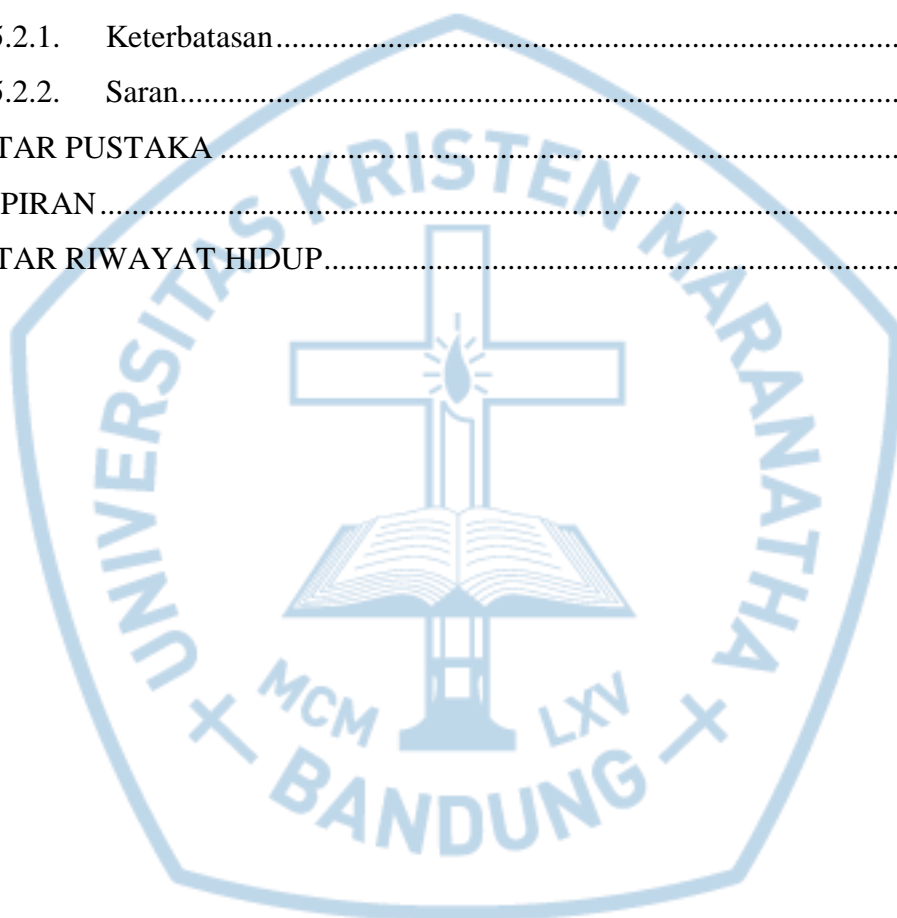 5.2.1. Keterbatasan
5.2.2. Saran
TAR PUSTAKA
PIRAN
TAR RIWAYAT HIDUP
UNIVERSITAS KRISTEN MARANATHA
MCM LXV
BANDUNG